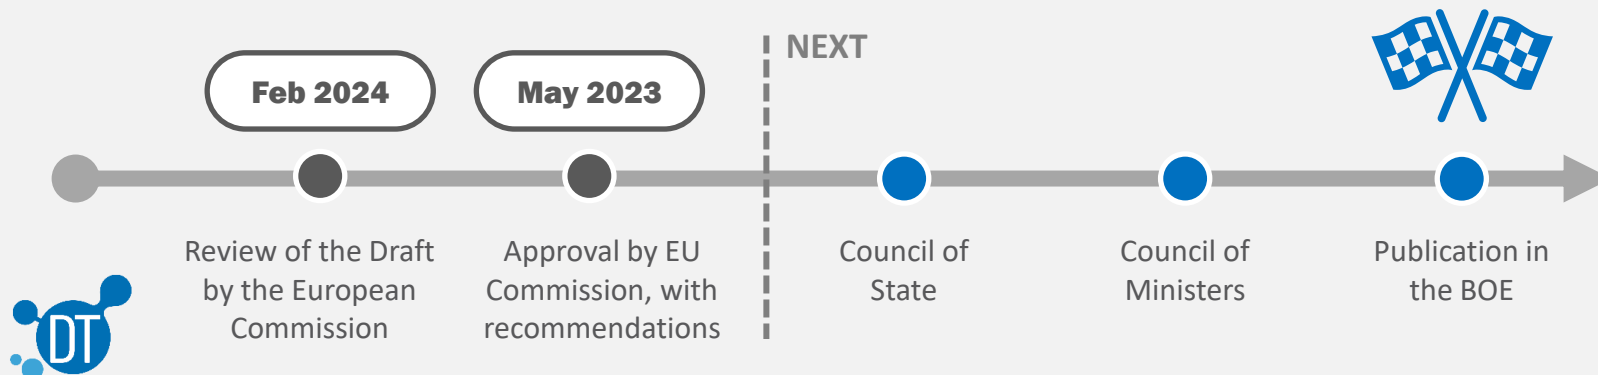 NEXT
Feb 2024
May 2023
Review of the Draft
by the European
Commission
Approval by EU
Commission, with
recommendations
Council of
State
Council of
Ministers
Publication in
the BOE
DT